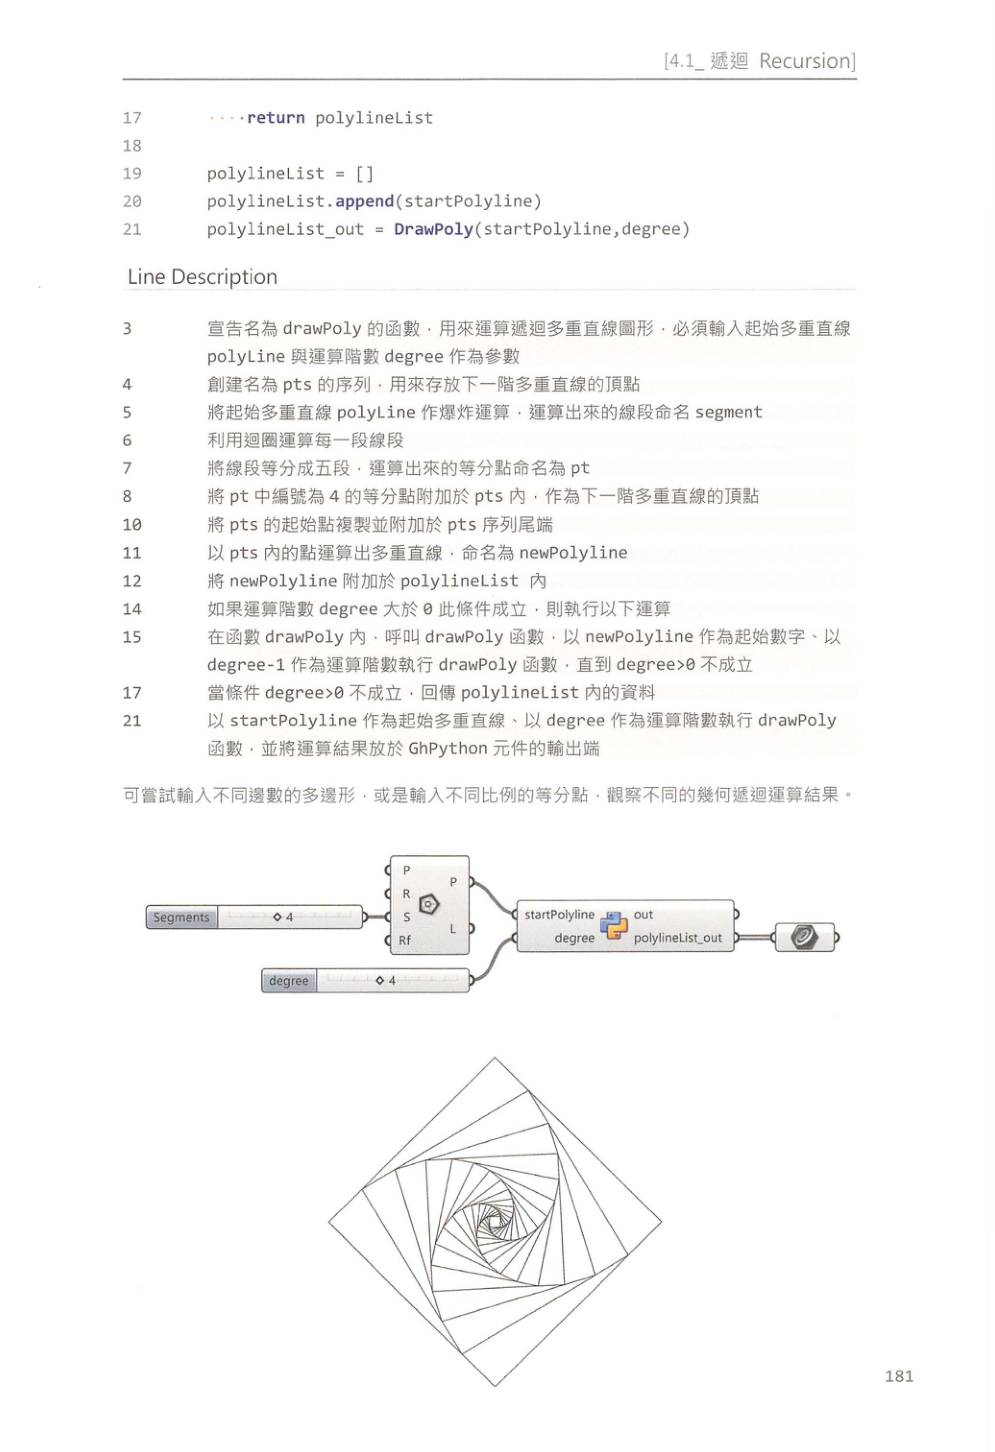 [4.1_ 遞迴 Recursion]
17 ····return polylineList
18
19 polylineList = []
20 polylineList.append(startPolyline)
21 polylineList_out = DrawPoly(startPolyline,degree)
Line Description
3 宣告名為 drawPoly 的函數，用來運算遞迴多重直線圖形，必須輸入起始多重直線
polyLine 與運算階數 degree 作為參數
4 創建名為 pts 的序列，用來存放下一階多重直線的頂點
5 將起始多重直線 polyLine 作爆炸運算，運算出來的線段命名 segment
6 利用迴圈運算每一段線段
7 將線段等分成五段，運算出來的等分點命名為 pt
8 將 pt 中編號為 4 的等分點附加於 pts 內，作為下一階多重直線的頂點
10 將 pts 的起始點複製並附加於 pts 序列尾端
11 以 pts 內的點運算出多重直線，命名為 newPolyline
12 將 newPolyline 附加於 polylineList 內
14 如果運算階數 degree 大於 0 此條件成立，則執行以下運算
15 在函數 drawPoly 內，呼叫 drawPoly 函數，以 newPolyline 作為起始數字、以
degree-1 作為運算階數執行 drawPoly 函數，直到 degree>0 不成立
17 當條件 degree>0 不成立，回傳 polylineList 內的資料
21 以 startPolyline 作為起始多重直線、以 degree 作為運算階數執行 drawPoly
函數，並將運算結果放於 GhPython 元件的輸出端
可嘗試輸入不同邊數的多邊形，或是輸入不同比例的等分點，觀察不同的幾何遞迴運算結果。
P
P
R
Segments ◇ 4 S
L
Rf
startPolyline out
degree polylineList_out
degree ◇ 4
181